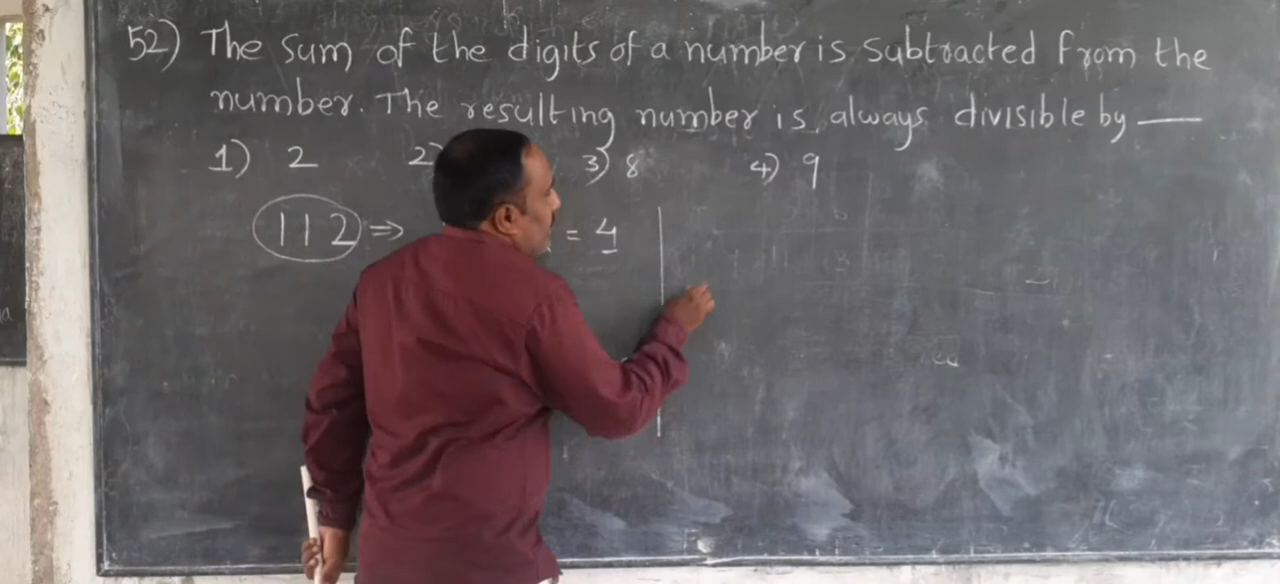 52) The sum of the digits of a number is subtracted from the
number. The resulting number is always divisible by —
1) 2 2) 3) 8 4) 9
112 ⇒ = 4